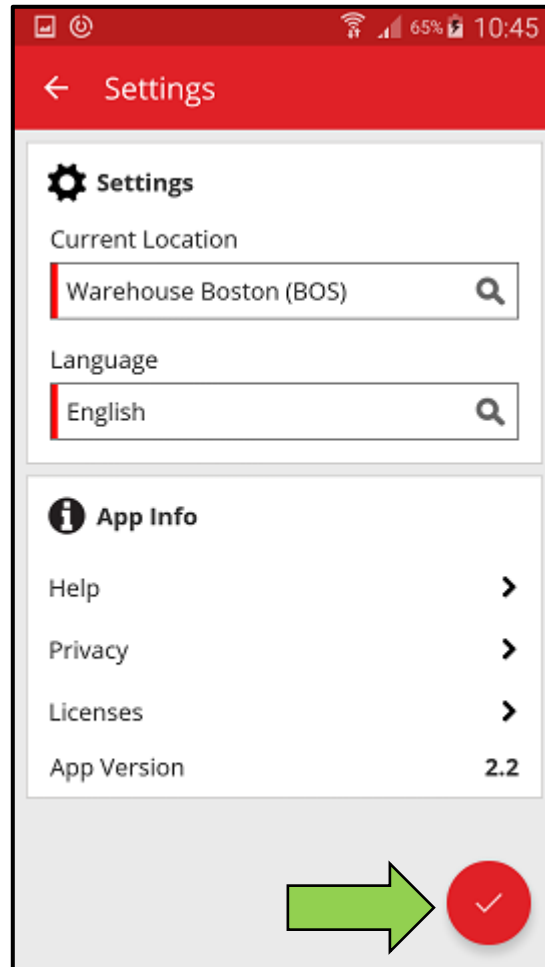 65% 10:45
Settings
Settings
Current Location
Warehouse Boston (BOS)
Language
English
App Info
Help
Privacy
Licenses
App Version 2.2